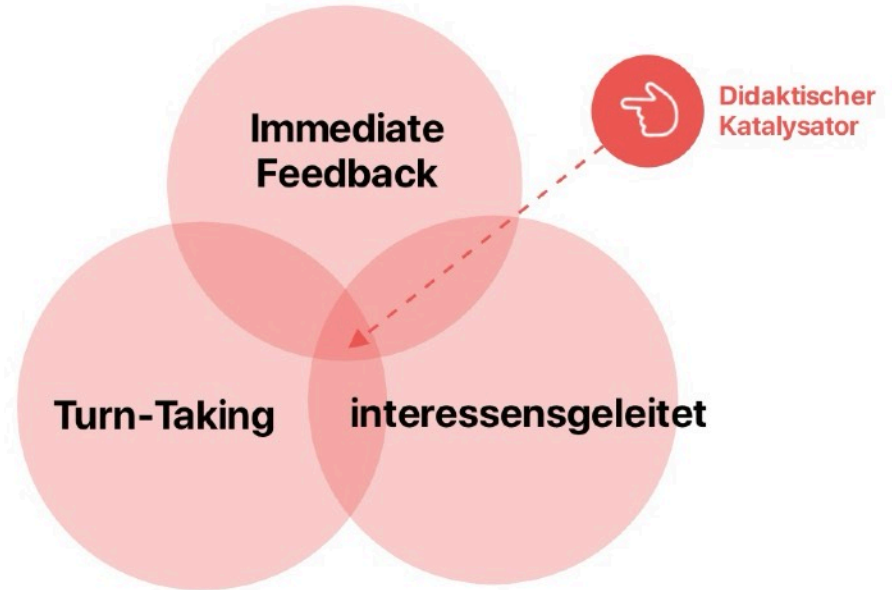 Immediate
Feedback
Didaktischer
Katalysator
Turn-Taking
interessensgeleitet